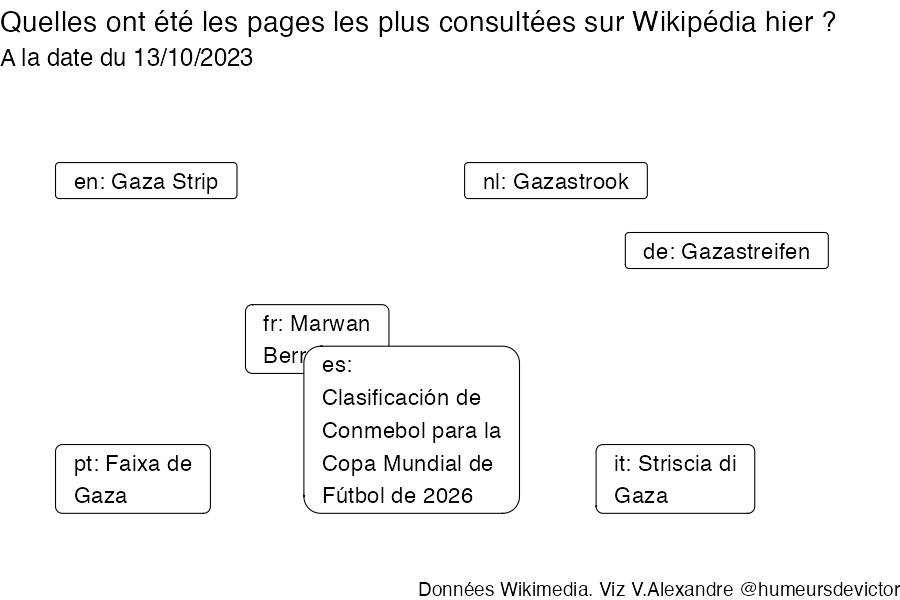 Quelles ont été les pages les plus consultées sur Wikipédia hier ?
A la date du 13/10/2023
en: Gaza Strip
nl: Gazastrook
de: Gazastreifen
fr: Marwan
es:
Clasificación de
Conmebol para la
Copa Mundial de
Fútbol de 2026
pt: Faixa de
Gaza
it: Striscia di
Gaza
Données Wikimedia. Viz V.Alexandre @humeursdevictor